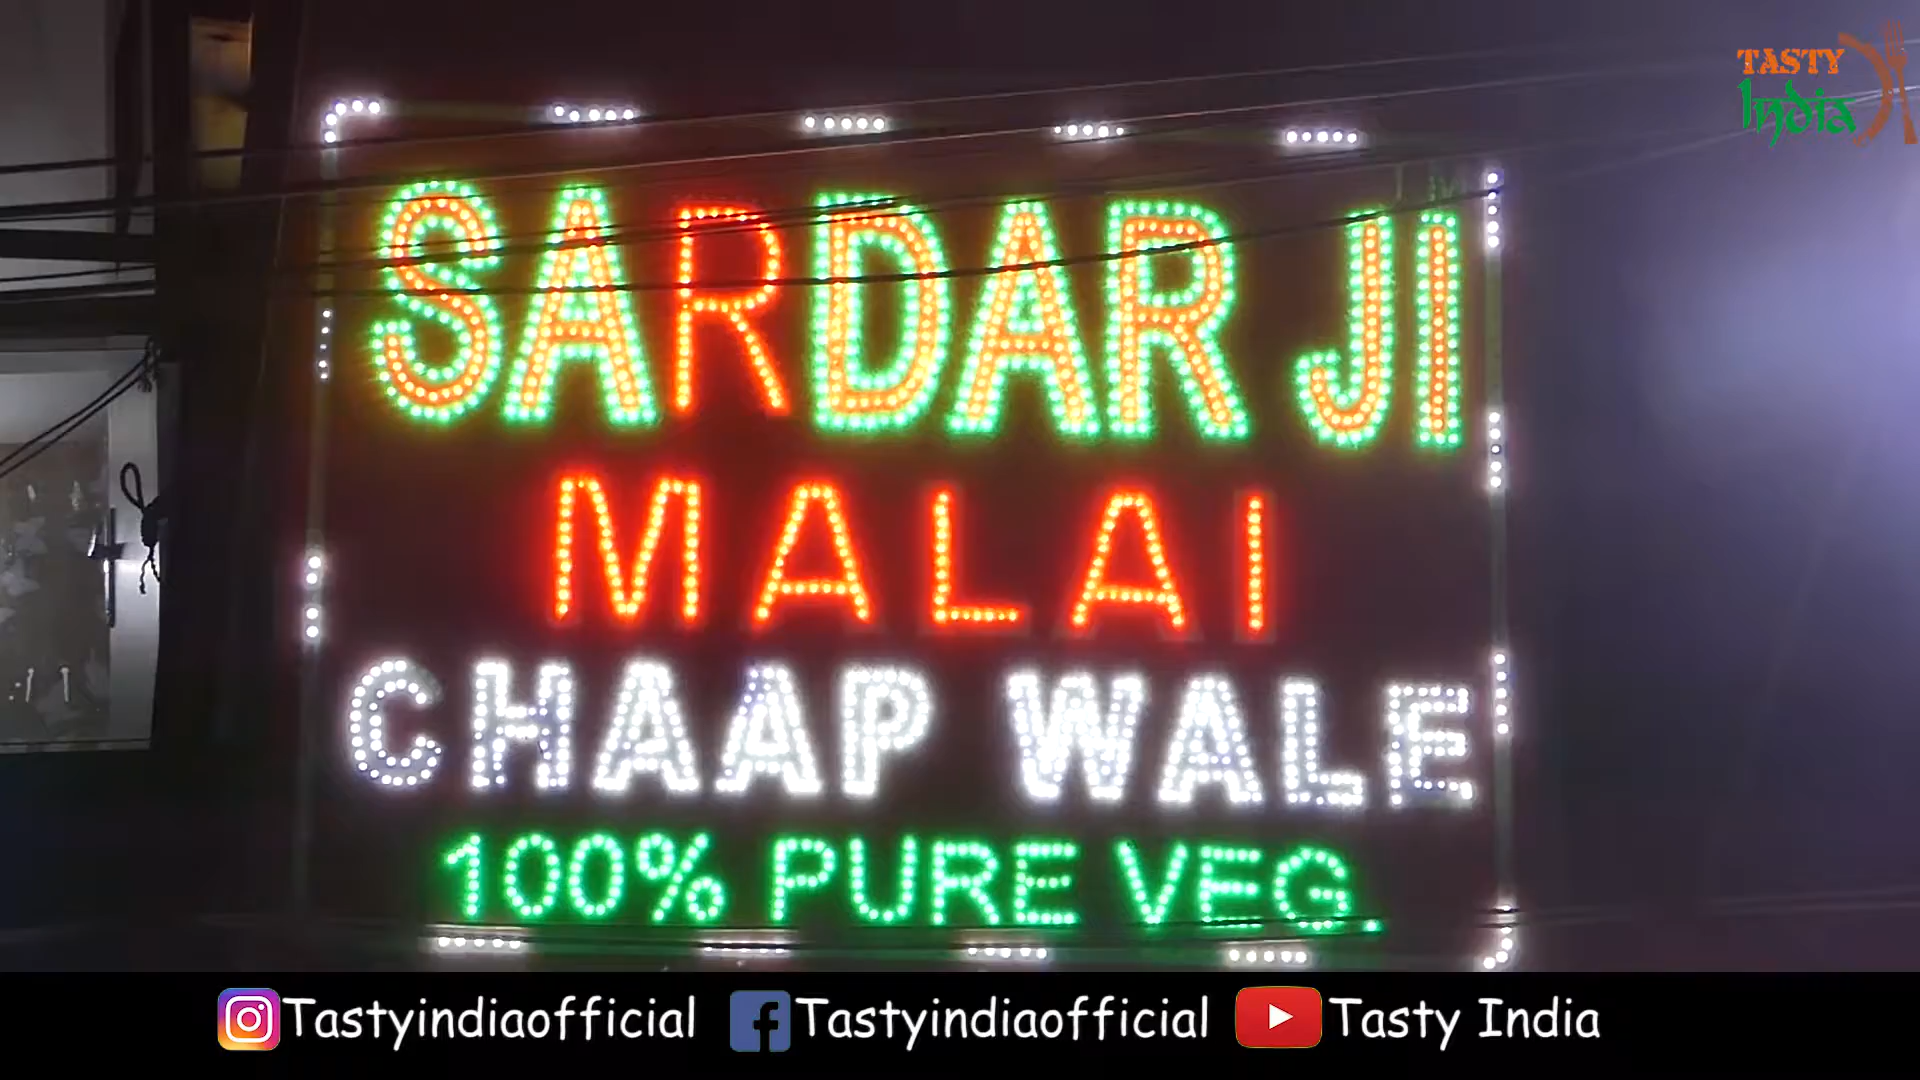 TASTY
India
SARDAR JI
MALAI
CHAAP WALE
100% PURE VEG.
Tastyindiaofficial Tastyindiaofficial Tasty India